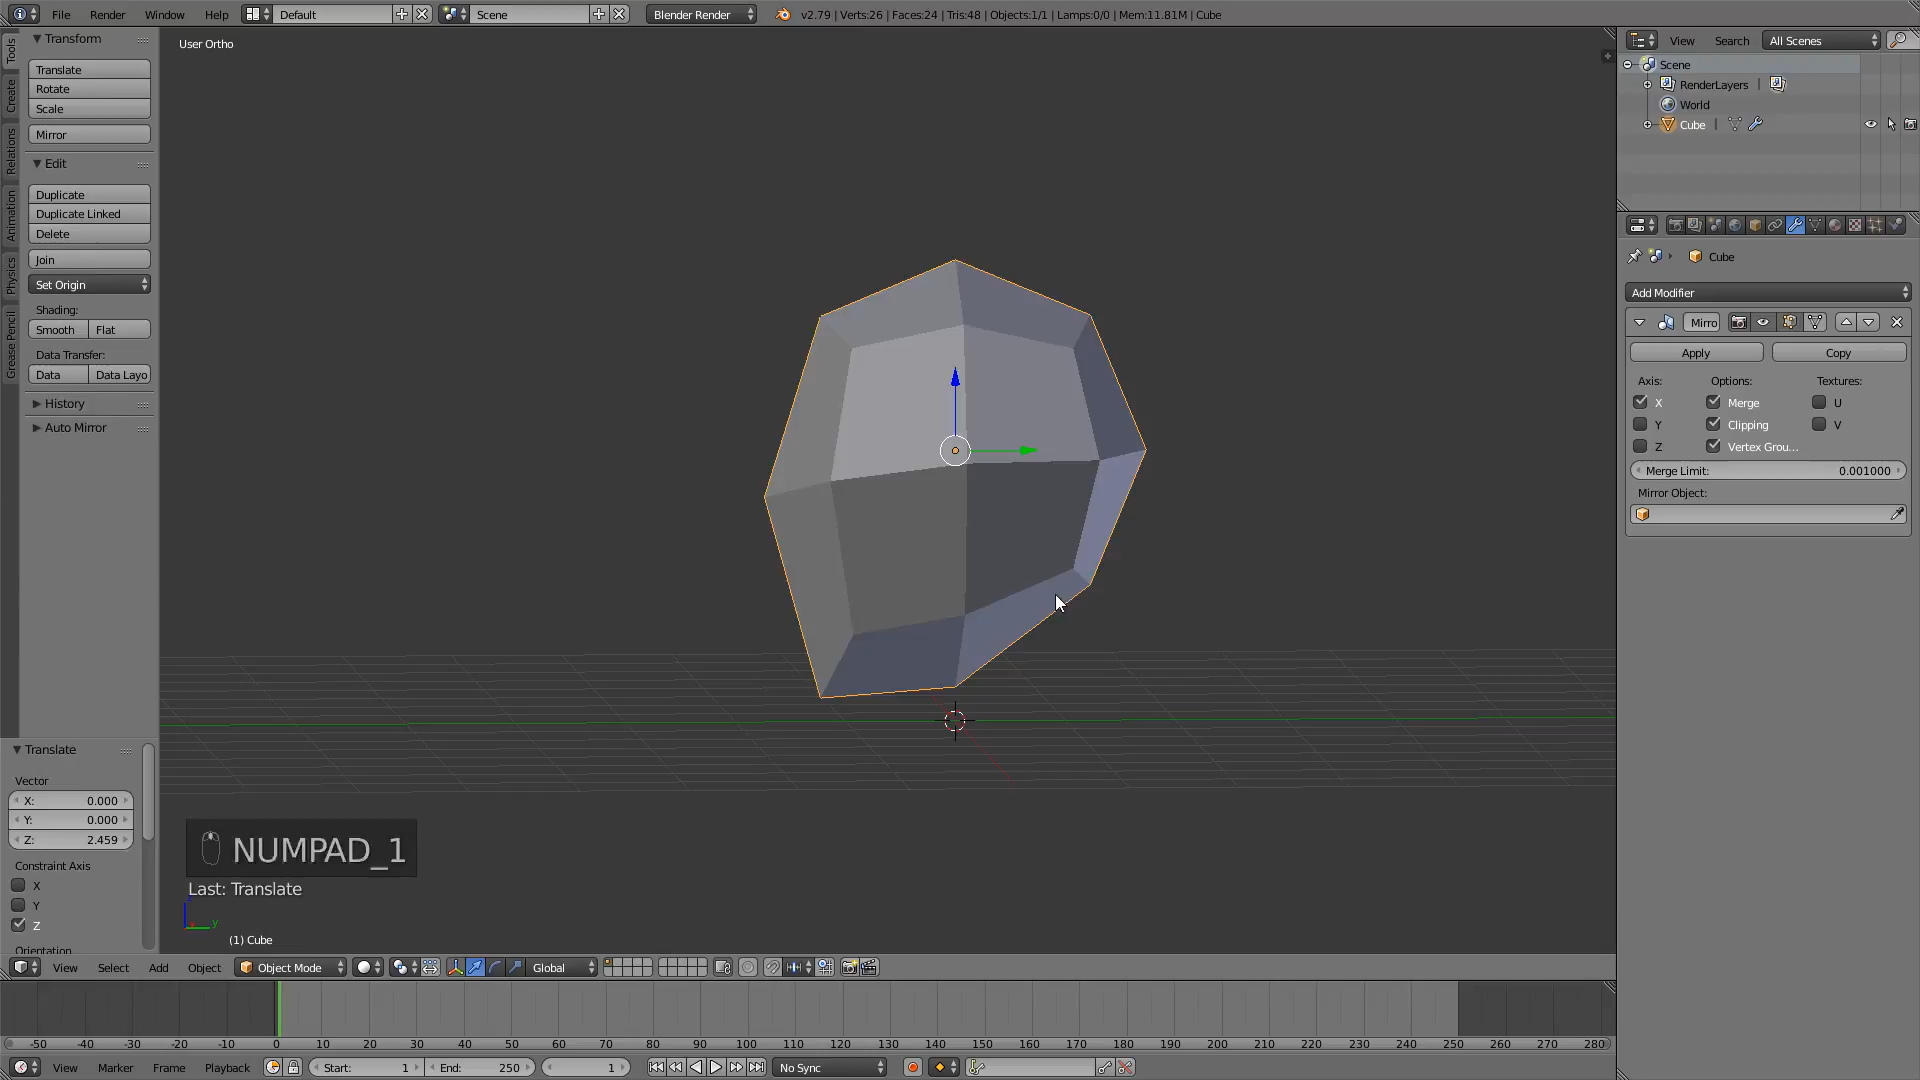 File Render Window Help Default Scene Blender Render v2.79 | Verts:26 | Faces:24 | Tris:48 | Objects:1/1 | Lamps:0/0 | Mem:11.81M | Cube
Tools
Create
Relations
Animation
Physics
Grease Pencil
Transform
Translate
Rotate
Scale
Mirror
Edit
Duplicate
Duplicate Linked
Delete
Join
Set Origin
Shading:
Smooth Flat
Data Transfer:
Data Data Layo
History
Auto Mirror
Translate
Vector
X: 0.000
Y: 0.000
Z: 2.459
Constraint Axis
X
Y
Z
Orientation
User Ortho
NUMPAD_1
Last: Translate
y
(1) Cube
View Select Add Object Object Mode Global
-50 -40 -30 -20 -10 0 10 20 30 40 50 60 70 80 90 100 110 120 130 140 150 160 170 180 190 200 210 220 230 240 250 260 270 280
View Marker Frame Playback Start: 1 End: 250 1 No Sync
View Search All Scenes
Scene
RenderLayers |
World
Cube |
Cube
Add Modifier
Mirro
Apply Copy
Axis: Options: Textures:
X Merge U
Y Clipping V
Z Vertex Grou...
Merge Limit: 0.001000
Mirror Object: